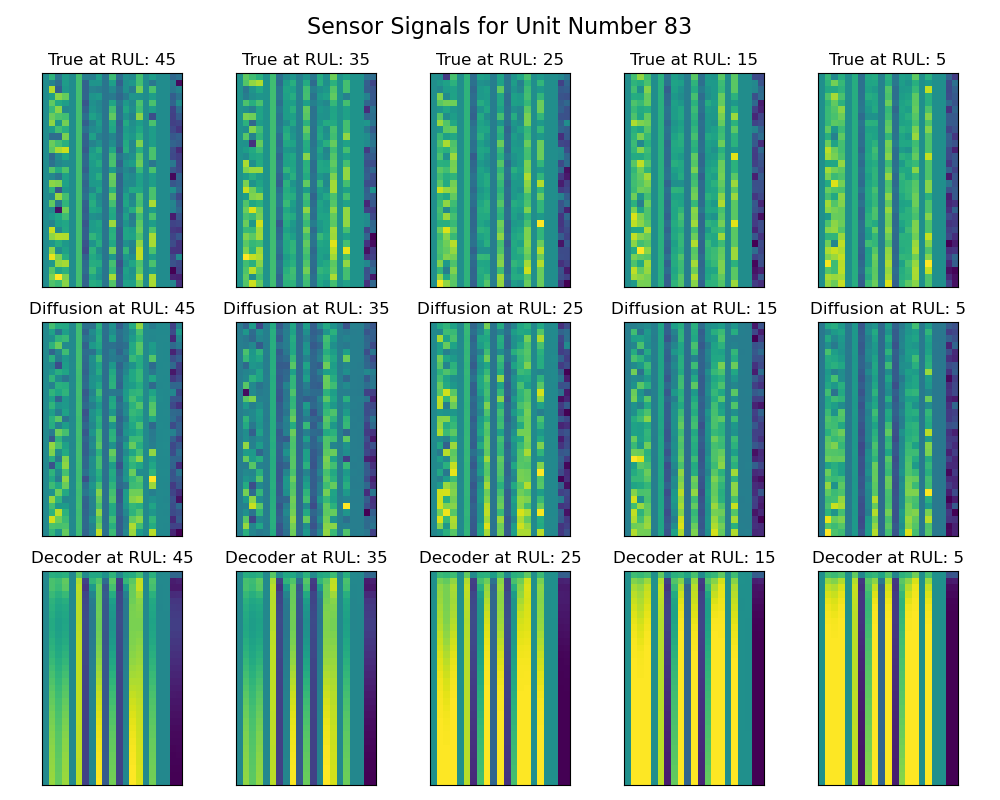 Sensor Signals for Unit Number 83
True at RUL: 45
True at RUL: 35
True at RUL: 25
True at RUL: 15
True at RUL: 5
Diffusion at RUL: 45
Diffusion at RUL: 35
Diffusion at RUL: 25
Diffusion at RUL: 15
Diffusion at RUL: 5
Decoder at RUL: 45
Decoder at RUL: 35
Decoder at RUL: 25
Decoder at RUL: 15
Decoder at RUL: 5